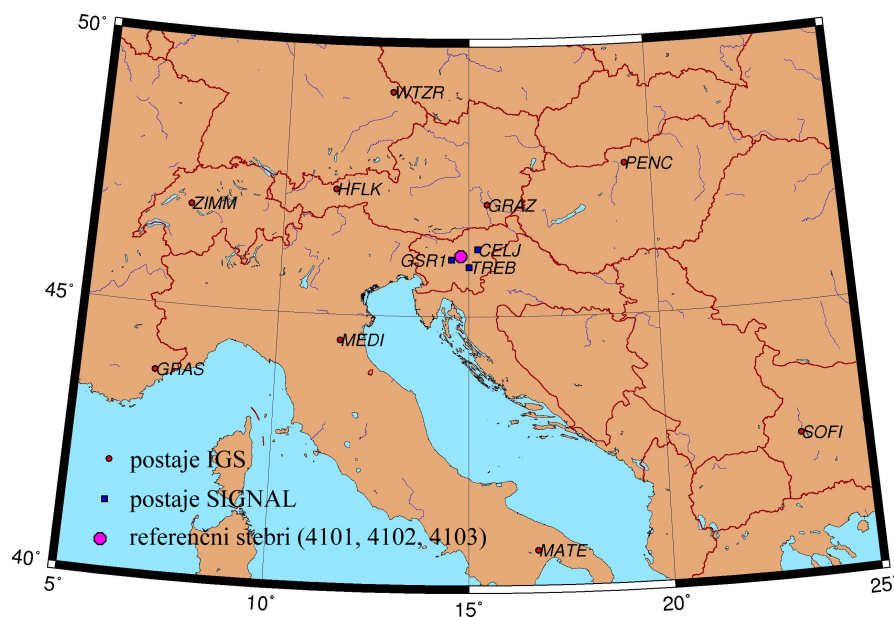 50°
WTZR
PENC
HFLK
ZIMM
GRAZ
CELJ
GSR1
TREB
45°
MEDI
GRAS
SOFI
postaje IGS
postaje SIGNAL
referenčni stebri (4101, 4102, 4103)
MATE
40°
5°
10°
15°
20°
25°